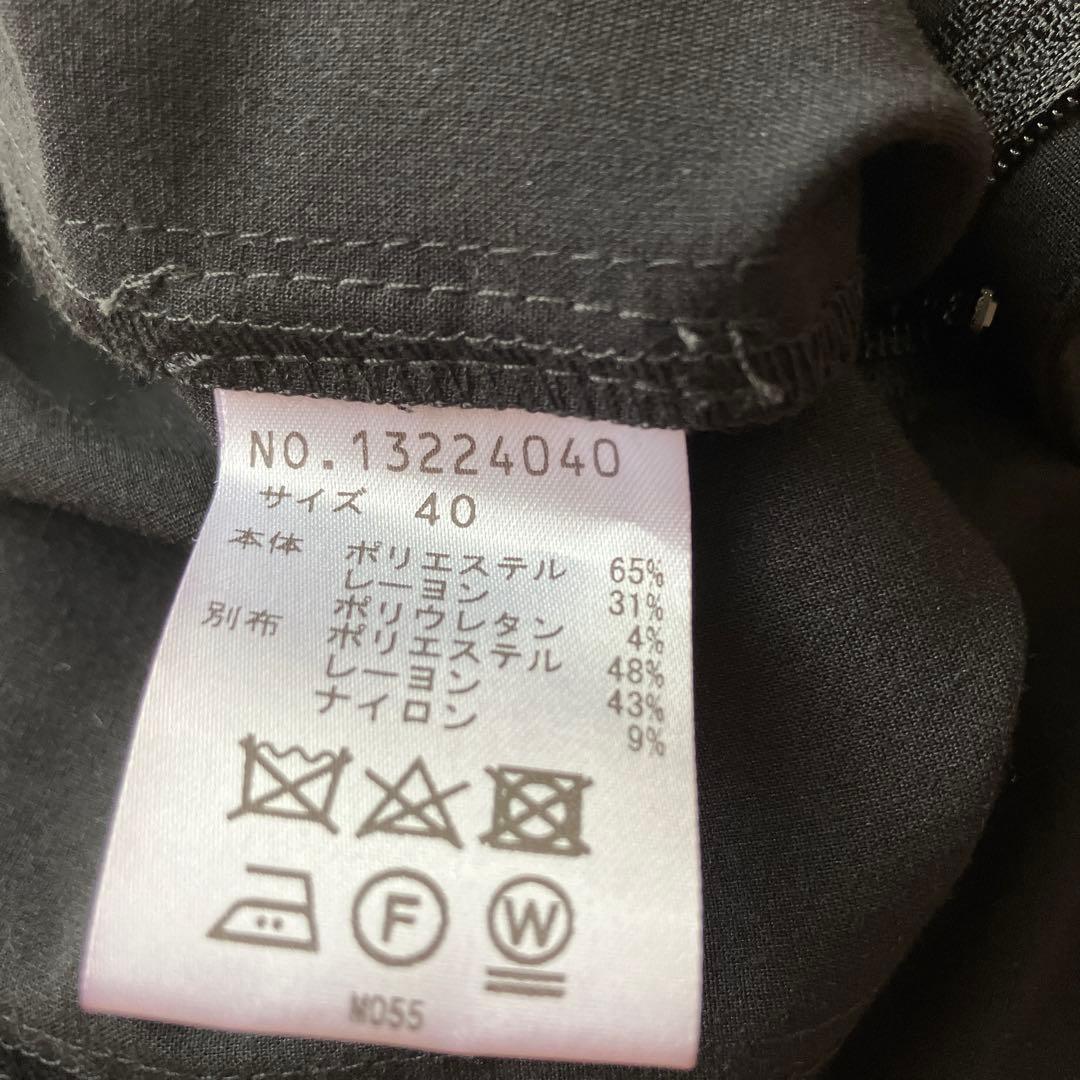 NO.13224040
サイズ 40
本体 ポリエステル 65%
レーヨン 31%
ポリウレタン 4%
別布 ポリエステル 48%
レーヨン 43%
ナイロン 9%
F W
M055